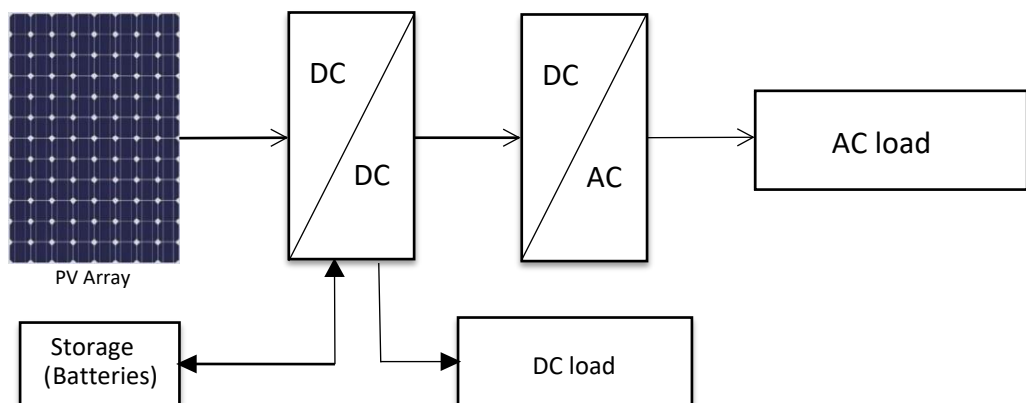 DC
DC
DC
AC
AC load
PV Array
Storage
(Batteries)
DC load